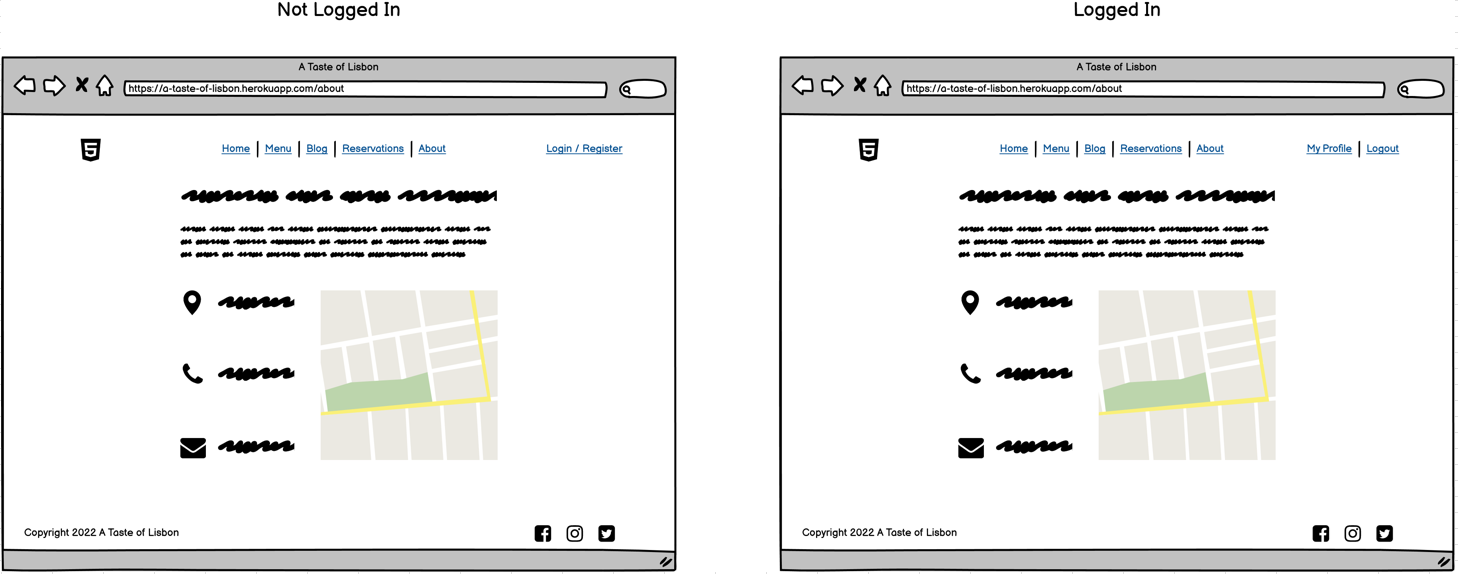 Not Logged In
A Taste of Lisbon
https://a-taste-of-lisbon.herokuapp.com/about
Home Menu Blog Reservations About Login / Register
Copyright 2022 A Taste of Lisbon
Logged In
A Taste of Lisbon
https://a-taste-of-lisbon.herokuapp.com/about
Home Menu Blog Reservations About My Profile Logout
Copyright 2022 A Taste of Lisbon